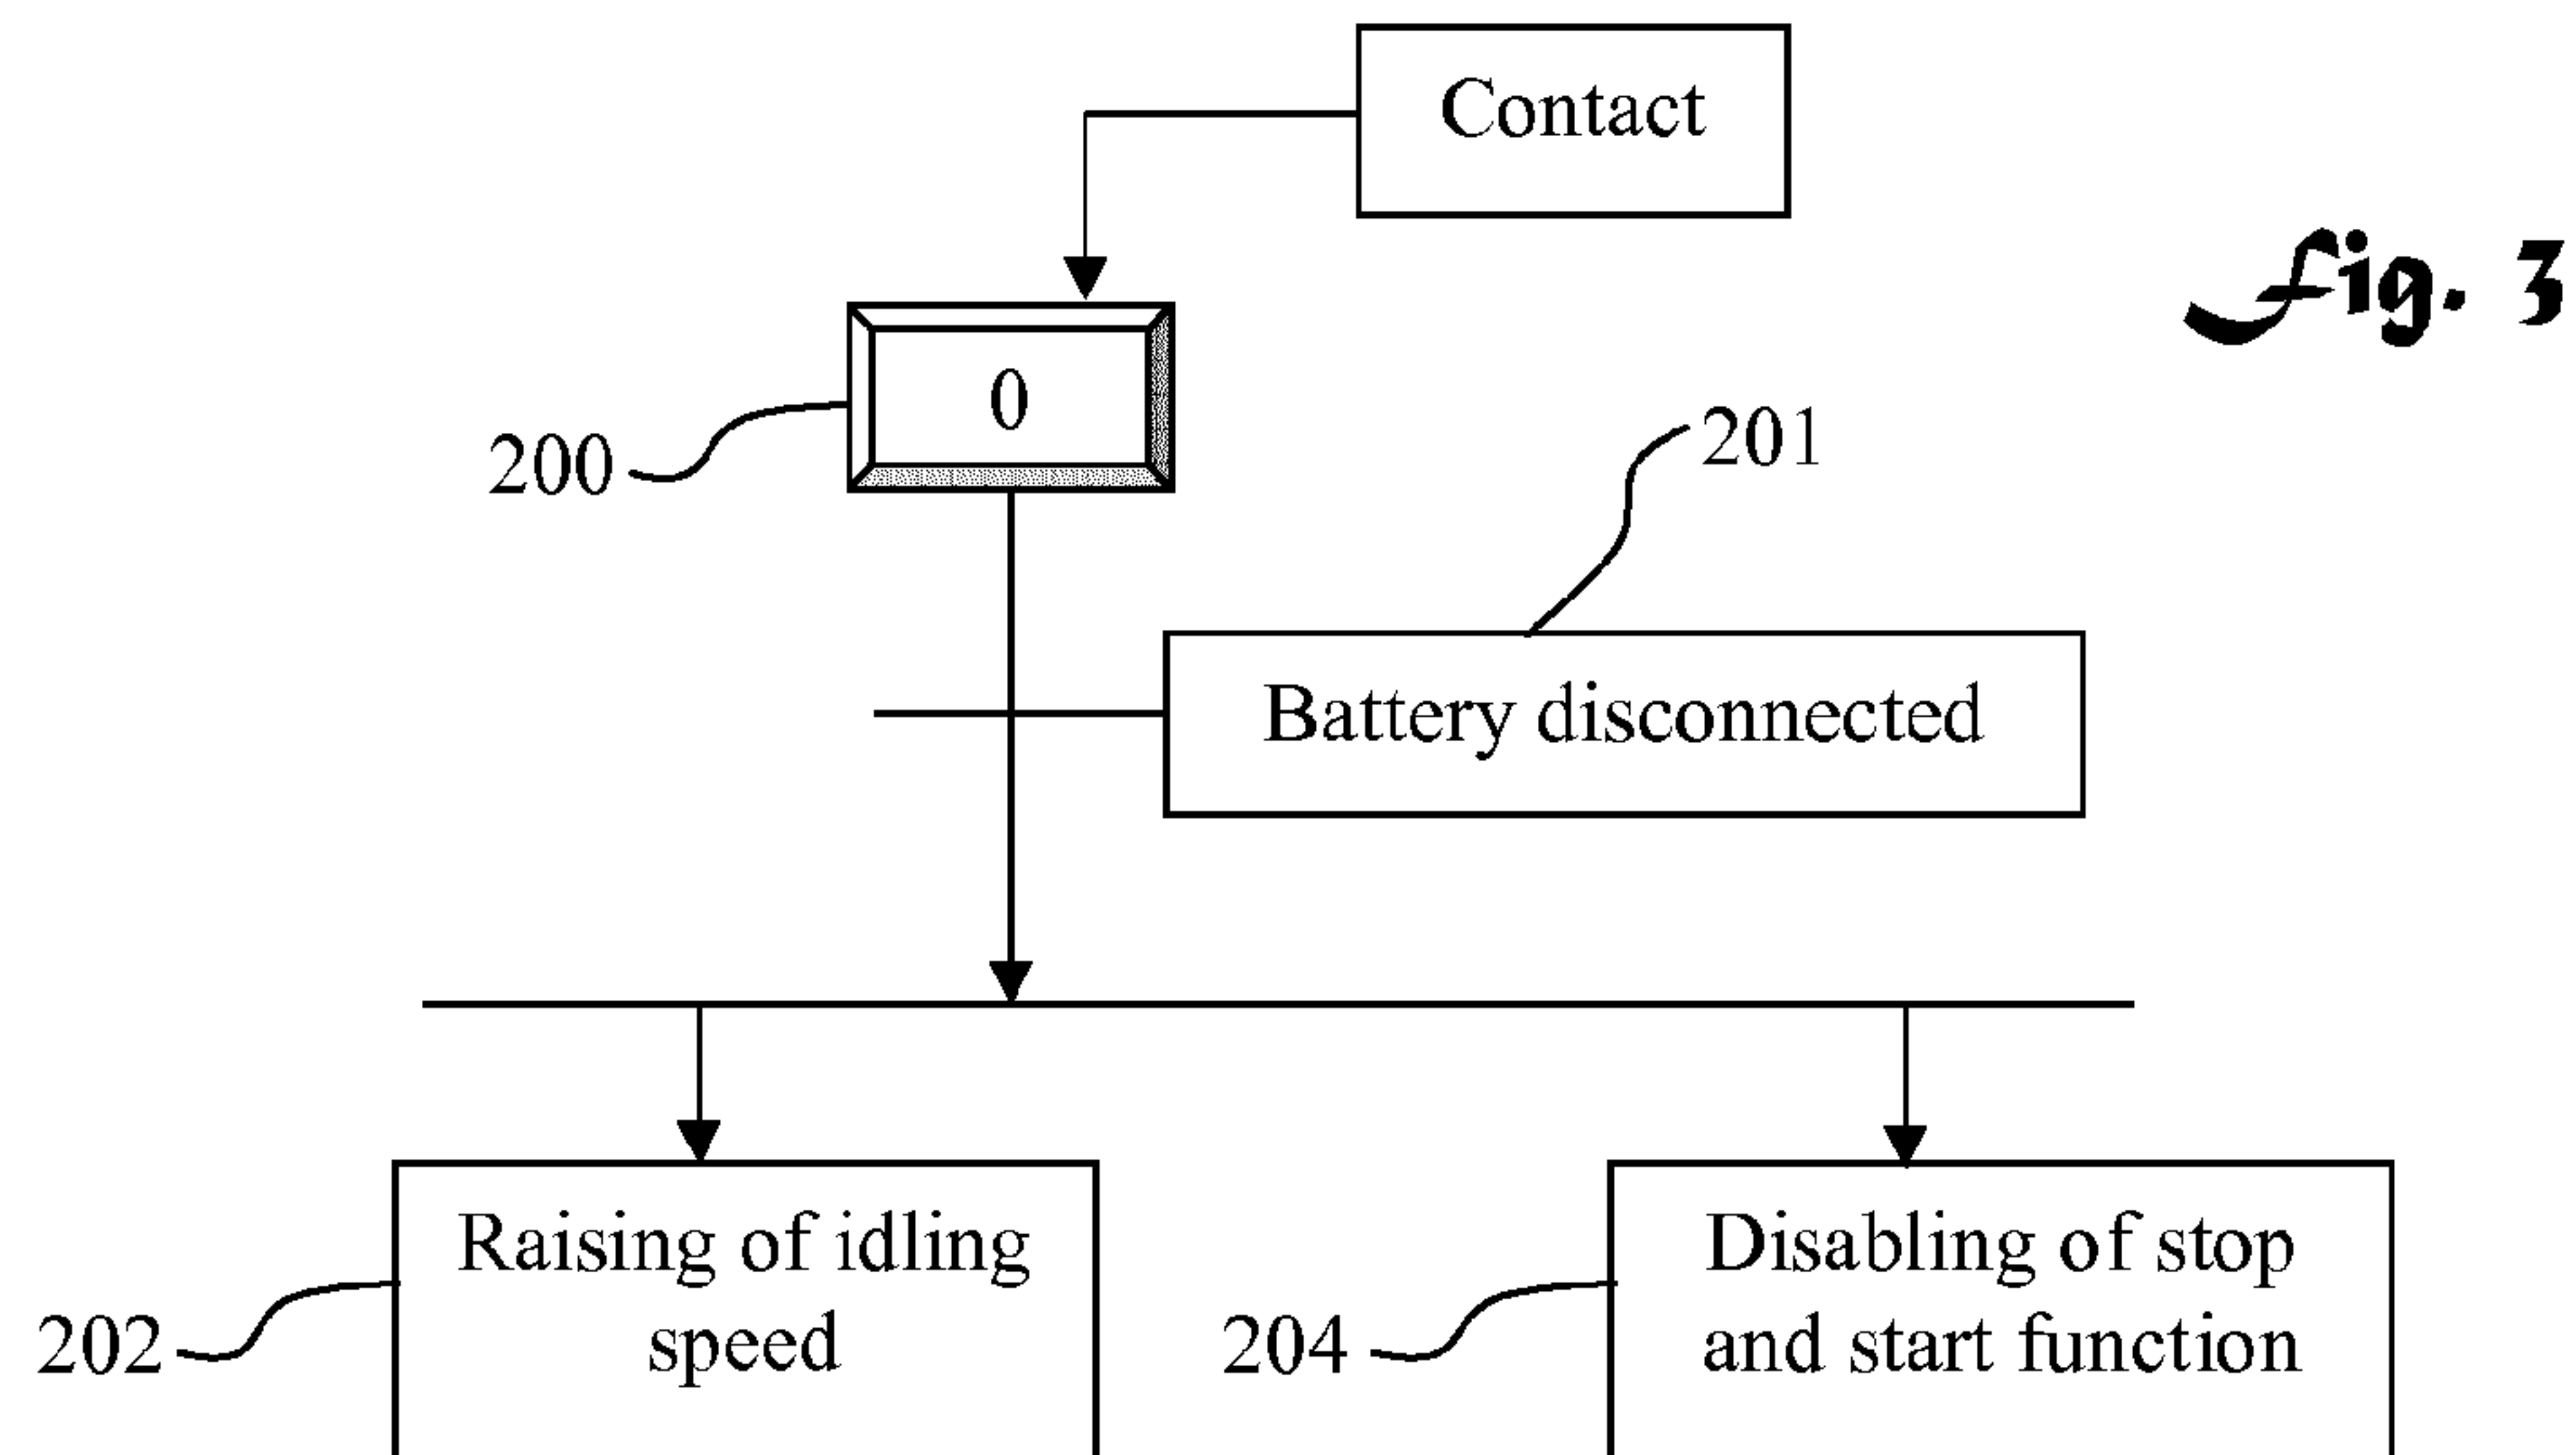 Contact
fig. 3
0
200
201
Battery disconnected
Raising of idling
speed
202
Disabling of stop
and start function
204